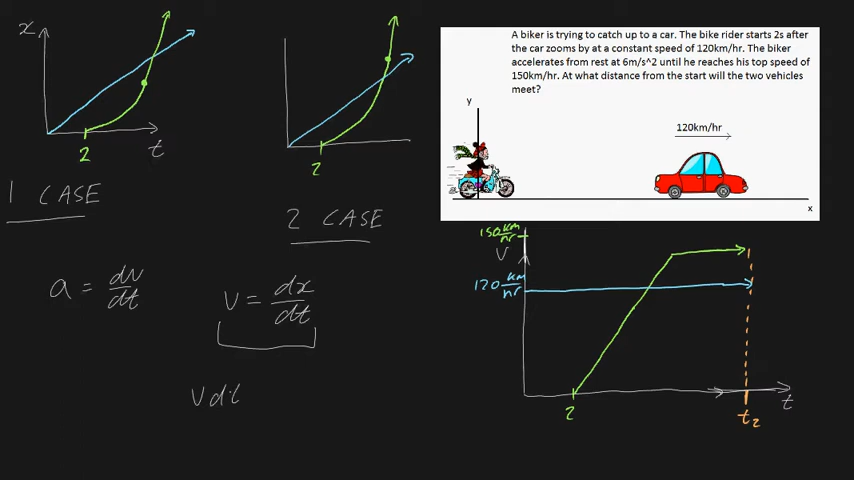 x
2
t
1 CASE
2
2 CASE
a = dv/dt
v = dx/dt
v dt
A biker is trying to catch up to a car. The bike rider starts 2s after
the car zooms by at a constant speed of 120km/hr. The biker
accelerates from rest at 6m/s^2 until he reaches his top speed of
150km/hr. At what distance from the start will the two vehicles
meet?
y
120km/hr
x
150 km/hr
V
120 km/hr
2
t2
t